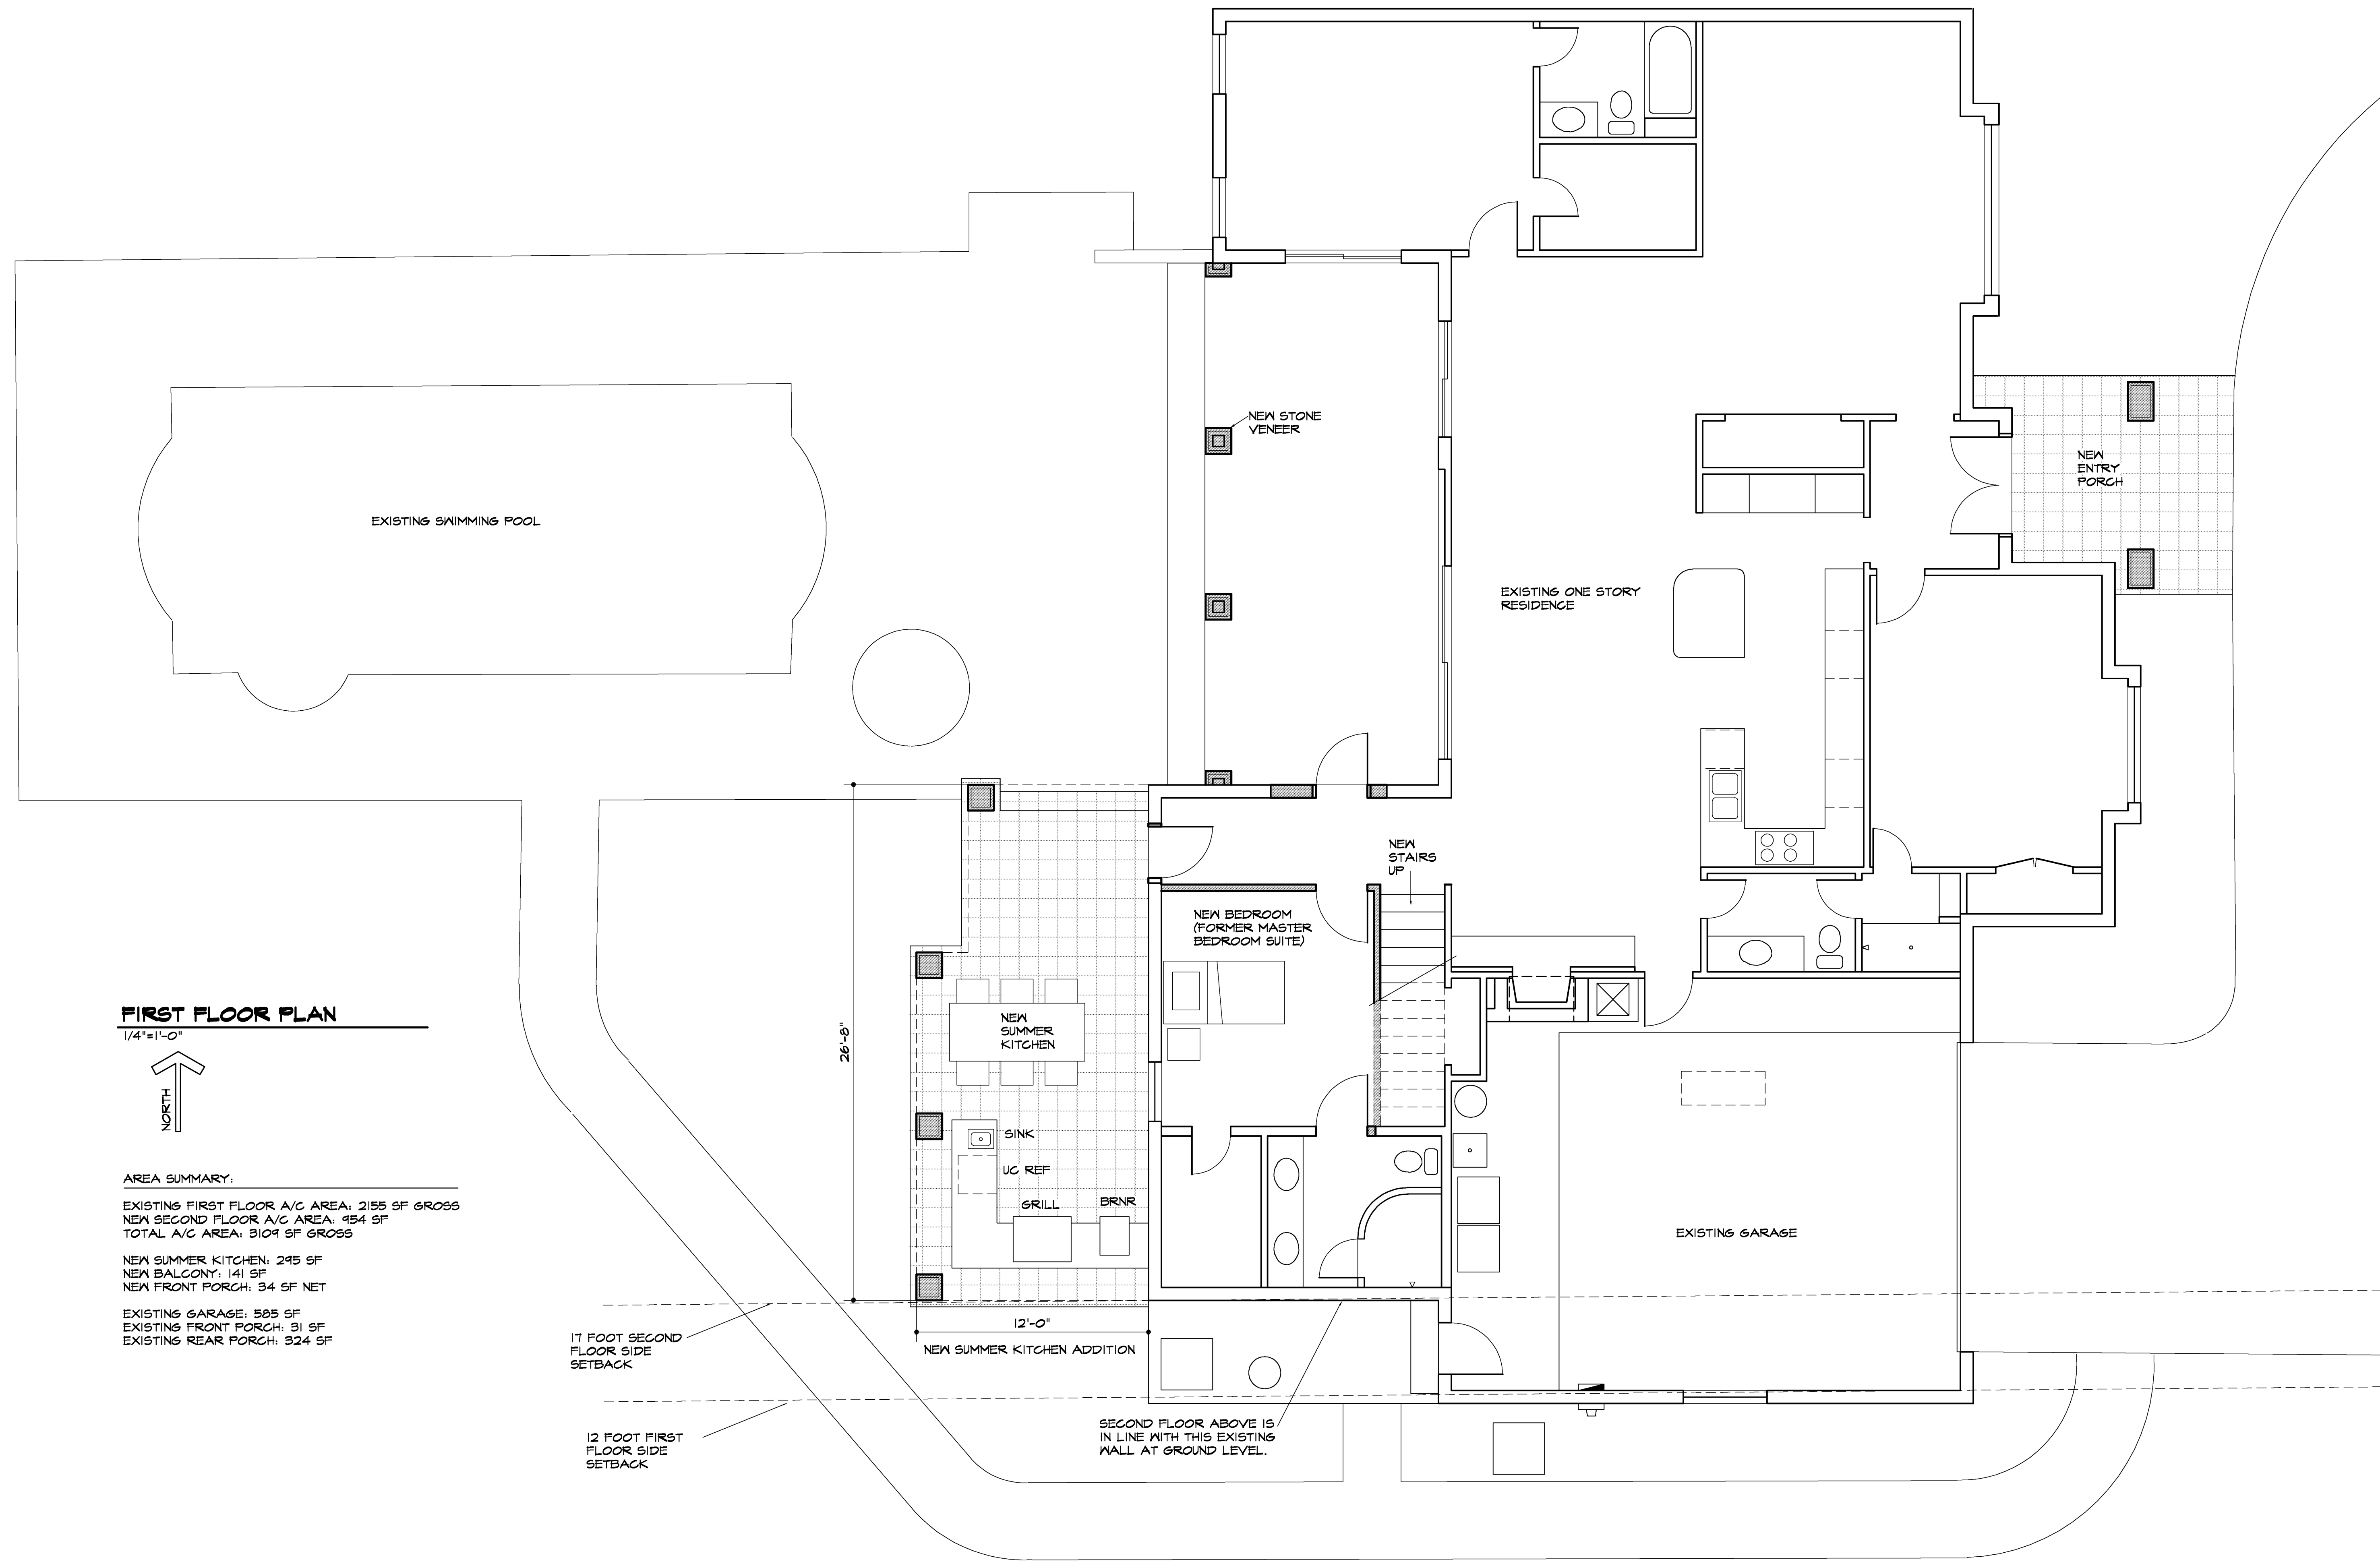 NEW STONE
VENEER
NEW
ENTRY
PORCH
EXISTING SWIMMING POOL
EXISTING ONE STORY
RESIDENCE
NEW
STAIRS
UP
NEW BEDROOM
(FORMER MASTER
BEDROOM SUITE)
FIRST FLOOR PLAN
1/4"=1'-0"
NORTH
NEW
SUMMER
KITCHEN
26'-8"
SINK
UC REF
GRILL
BRNR
AREA SUMMARY:
EXISTING FIRST FLOOR A/C AREA: 2155 SF GROSS
NEW SECOND FLOOR A/C AREA: 954 SF
TOTAL A/C AREA: 3109 SF GROSS
NEW SUMMER KITCHEN: 295 SF
NEW BALCONY: 141 SF
NEW FRONT PORCH: 34 SF NET
EXISTING GARAGE: 585 SF
EXISTING FRONT PORCH: 31 SF
EXISTING REAR PORCH: 324 SF
EXISTING GARAGE
12'-0"
NEW SUMMER KITCHEN ADDITION
17 FOOT SECOND
FLOOR SIDE
SETBACK
12 FOOT FIRST
FLOOR SIDE
SETBACK
SECOND FLOOR ABOVE IS
IN LINE WITH THIS EXISTING
WALL AT GROUND LEVEL.